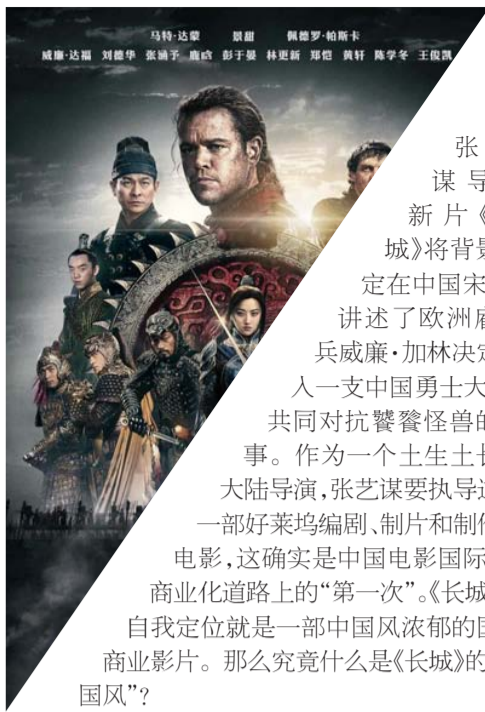 马特·达蒙 景甜 佩德罗·帕斯卡
威廉·达福 刘德华 张涵予 鹿晗 彭于晏 林更新 郑恺 黄轩 陈学冬 王俊凯
张
谋导
新片《
城》将背景
定在中国宋
讲述了欧洲雇
兵威廉·加林决定
入一支中国勇士大
共同对抗饕餮怪兽的
事。作为一个土生土长
大陆导演,张艺谋要执导这
一部好莱坞编剧、制片和制作
电影,这确实是中国电影国际
商业化道路上的“第一次”。《长城
自我定位就是一部中国风浓郁的国
商业影片。那么究竟什么是《长城》的
国风”?